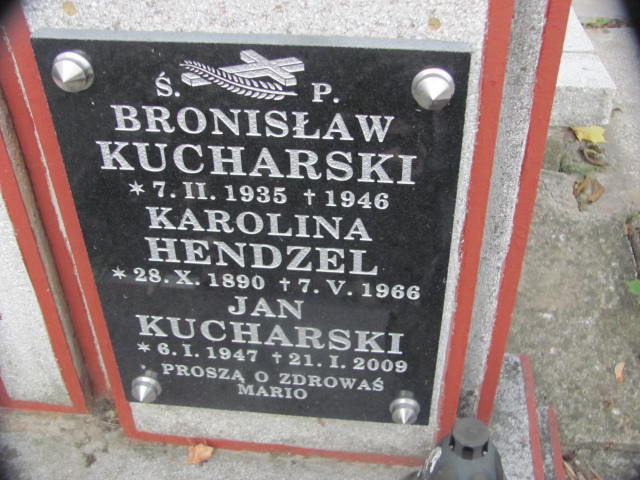 Ś. P.
BRONISŁAW
KUCHARSKI
* 7. II. 1935 † 1946
KAROLINA
HENDZEL
* 28. X. 1890 † 7. V. 1966
JAN
KUCHARSKI
* 6. I. 1947 † 21. I. 2009
PROSZĄ O ZDROWAŚ
MARIO